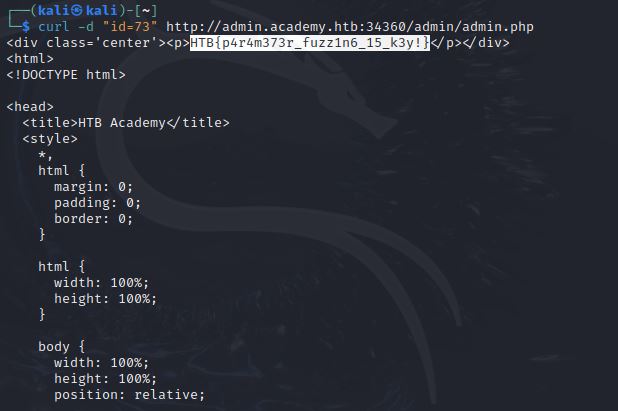 ┌──(kali㉿kali)-[~]
└─$ curl -d "id=73" http://admin.academy.htb:34360/admin/admin.php
<div class='center'><p>HTB{p4r4m373r_fuzz1n6_15_k3y!}</p></div>
<html>
<!DOCTYPE html>
<head>
<title>HTB Academy</title>
<style>
*,
html {
margin: 0;
padding: 0;
border: 0;
}
html {
width: 100%;
height: 100%;
}
body {
width: 100%;
height: 100%;
position: relative;